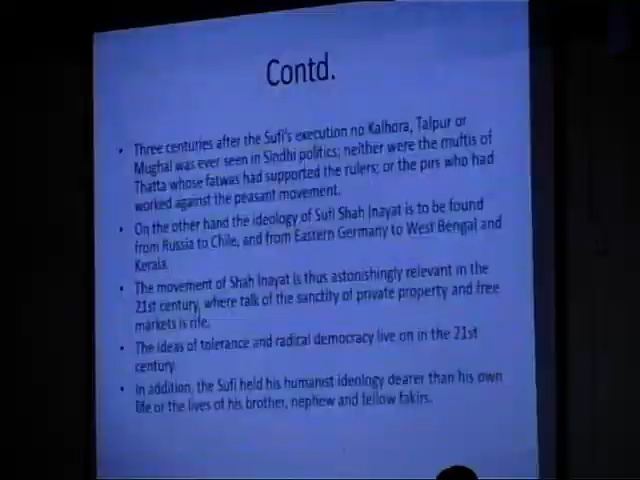 Contd.
• Three centuries after the Sufi's execution no Kalhora, Talpur or
Mughal was ever seen in Sindhi politics; neither were the muftis of
Thatta whose fatwas had supported the rulers; or the pirs who had
worked against the peasant movement.
• On the other hand the ideology of Sufi Shah Inayat is to be found
from Russia to Chile, and from Eastern Germany to West Bengal and
Kerala.
• The movement of Shah Inayat is thus astonishingly relevant in the
21st century, where talk of the sanctity of private property and free
markets is rife.
• The ideas of tolerance and radical democracy live on in the 21st
century.
• In addition, the Sufi held his humanist ideology dearer than his own
life or the lives of his brother, nephew and fellow fakirs.